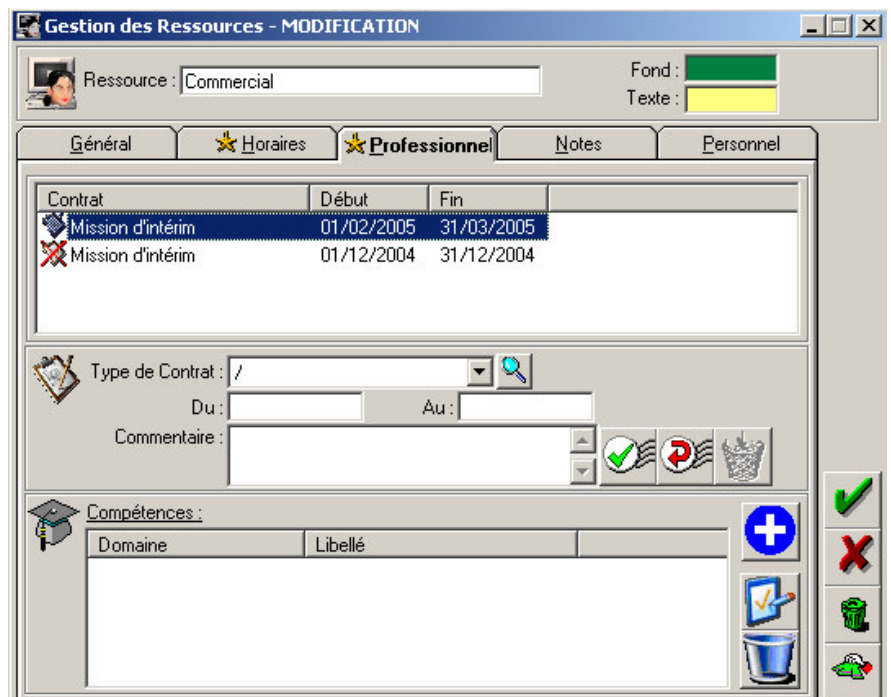 Gestion des Ressources - MODIFICATION
Ressource : Commercial
Fond :
Texte :
Général Horaires Professionnel Notes Personnel
Contrat Début Fin
Mission d'intérim 01/02/2005 31/03/2005
Mission d'intérim 01/12/2004 31/12/2004
Type de Contrat : /
Du : Au :
Commentaire :
Compétences :
Domaine Libellé